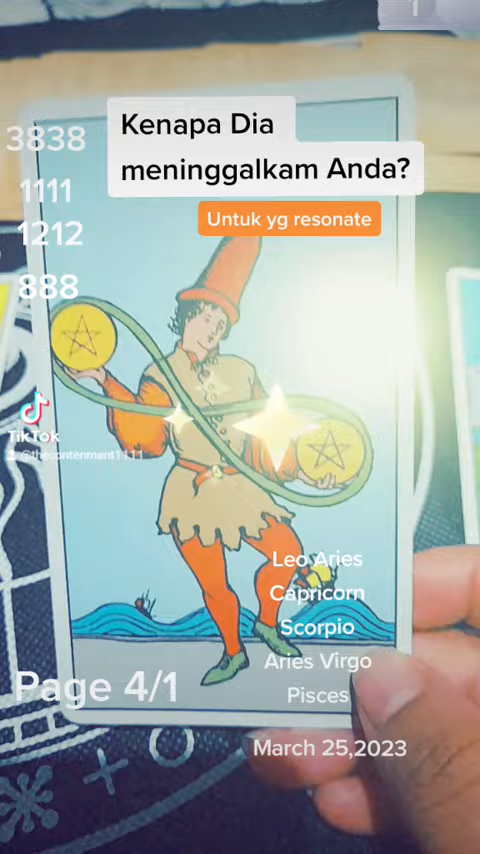 Kenapa Dia
meninggalkam Anda?
Untuk yg resonate
3838
1111
1212
888
TikTok
@thecontenment1111
Leo Aries
Capricorn
Scorpio
Aries Virgo
Pisces
Page 4/1
March 25,2023